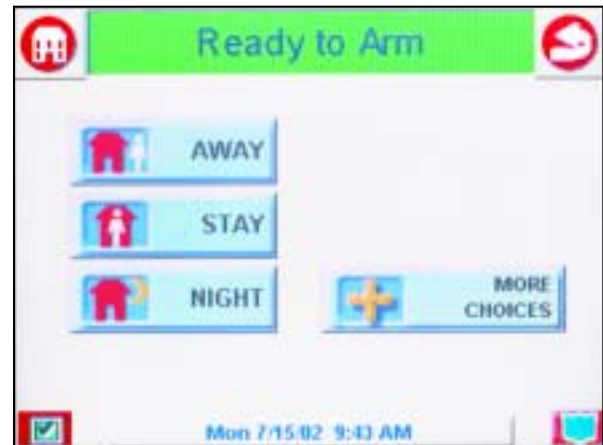 Ready to Arm
AWAY
STAY
NIGHT
MORE
CHOICES
Mon 7/15/02 9:43 AM